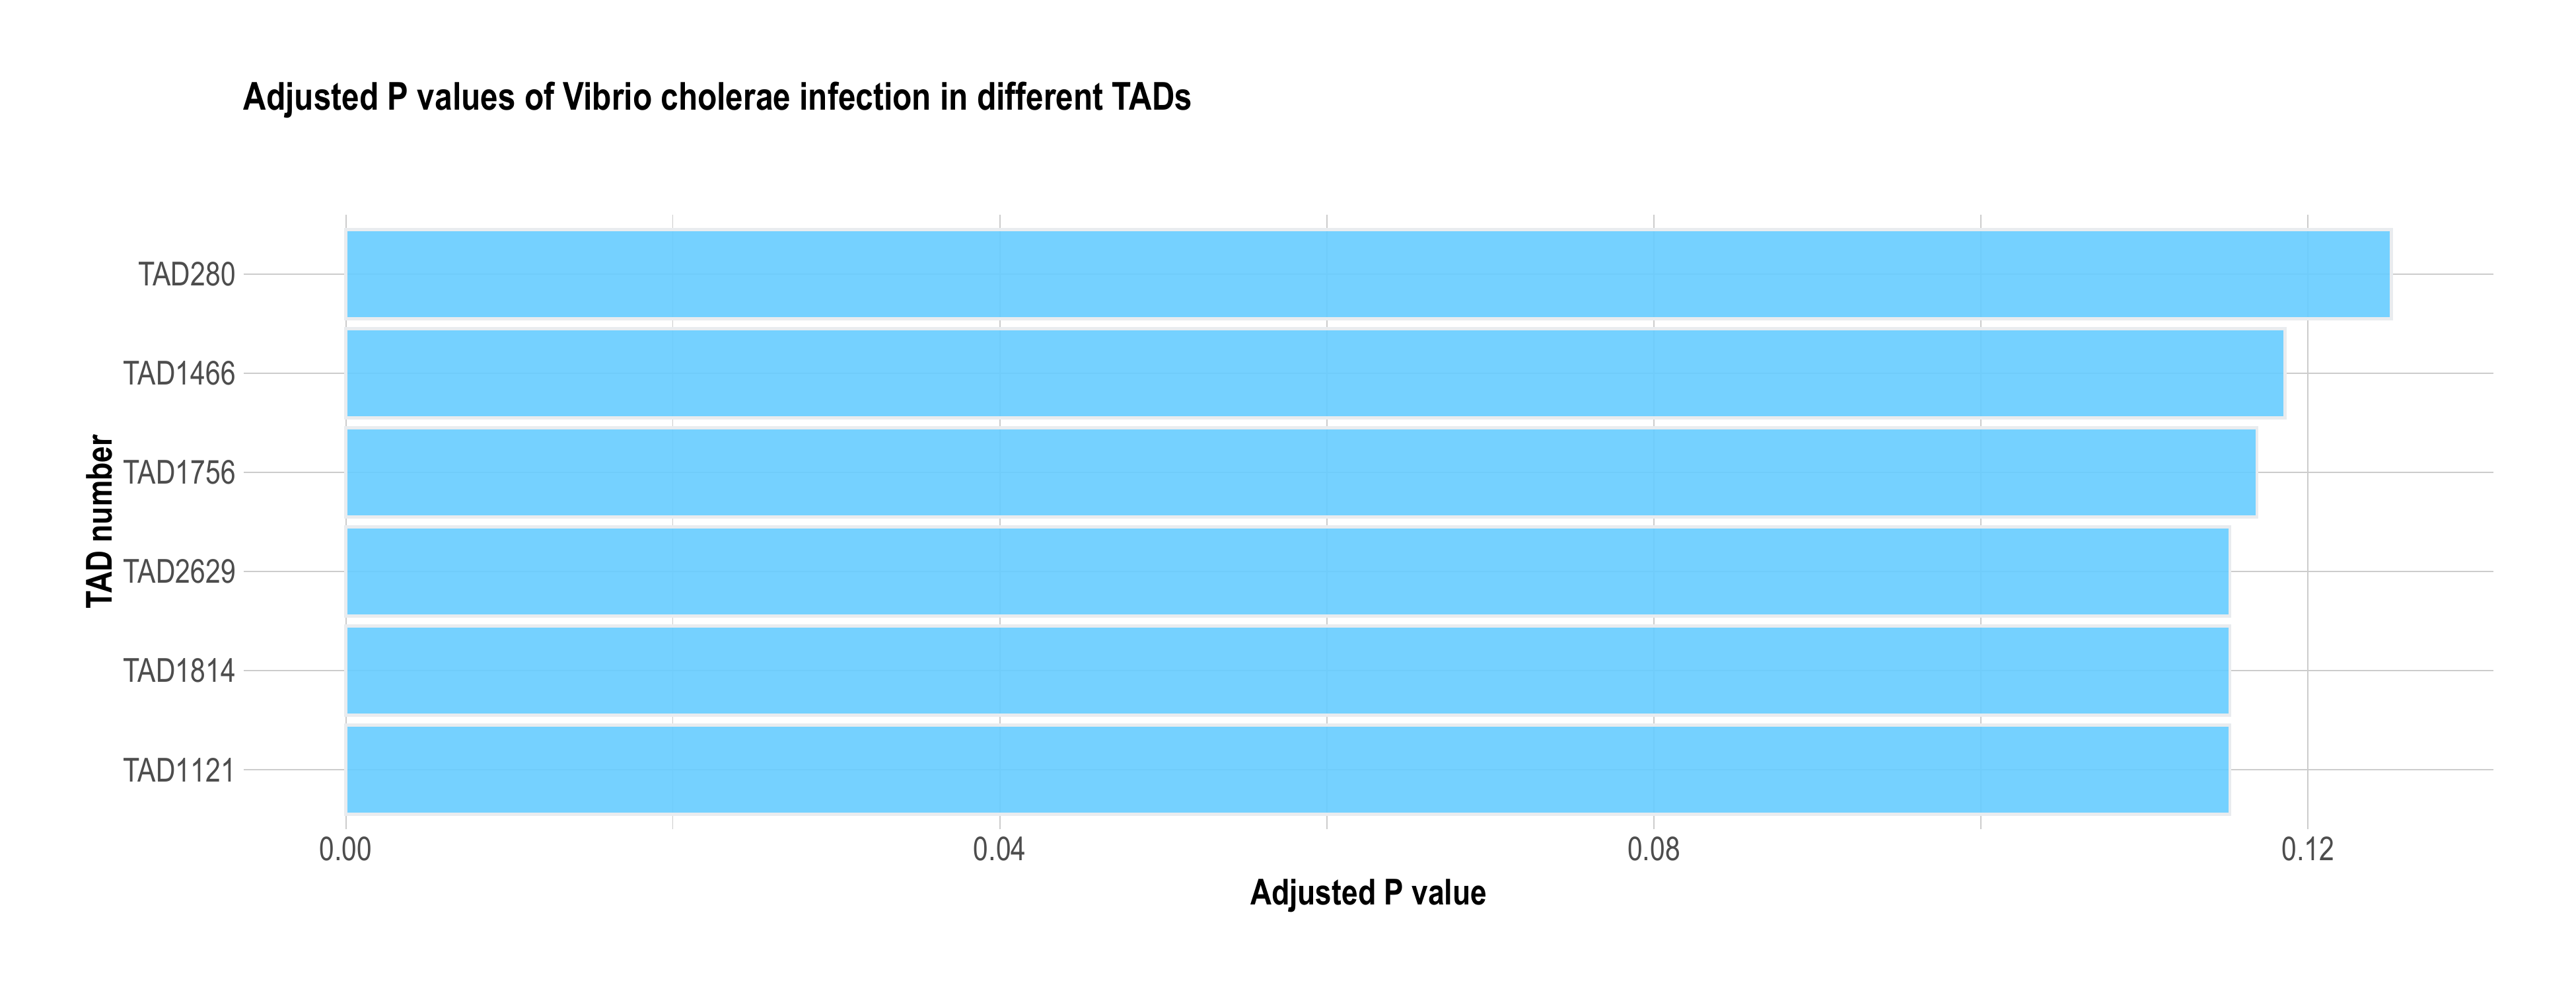 Adjusted P values of Vibrio cholerae infection in different TADs
TAD number
TAD280
TAD1466
TAD1756
TAD2629
TAD1814
TAD1121
0.00 0.04 0.08 0.12
Adjusted P value